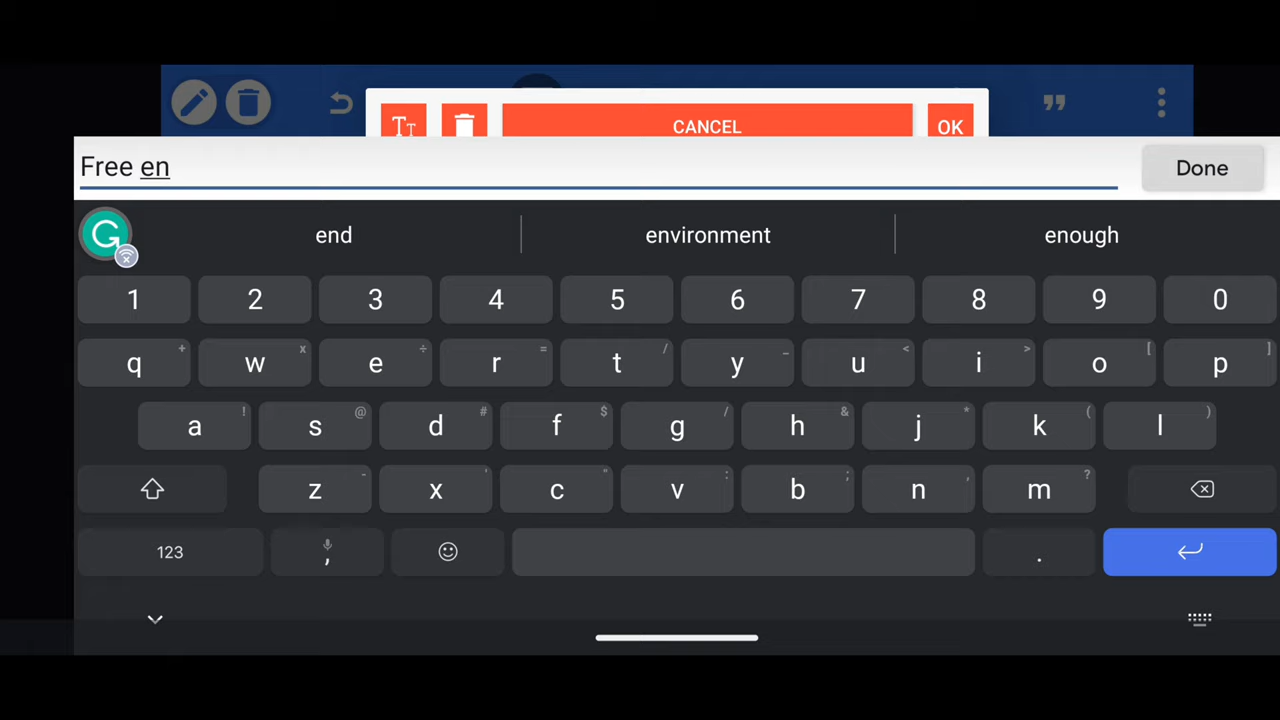 Tт
CANCEL
OK
Free en
Done
end environment enough
1 2 3 4 5 6 7 8 9 0
q + w x e ÷ r = t / y _ u < i > o [ p ]
a ! s @ d # f $ g / h & j * k ( l )
z - x ' c " v : b ; n , m ?
123 , .